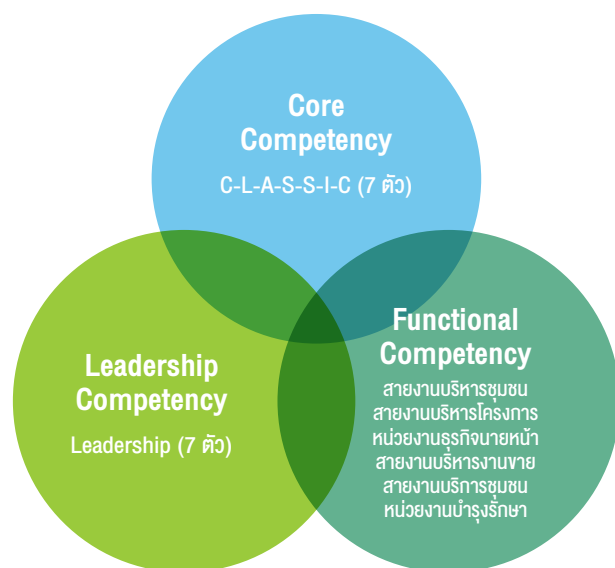 Core
Competency
C-L-A-S-S-I-C (7 ตัว)
Leadership
Competency
Leadership (7 ตัว)
Functional
Competency
สายงานบริหารชุมชน
สายงานบริหารโครงการ
หน่วยงานธุรกิจนายหน้า
สายงานบริหารงานขาย
สายงานบริการชุมชน
หน่วยงานบำรุงรักษา